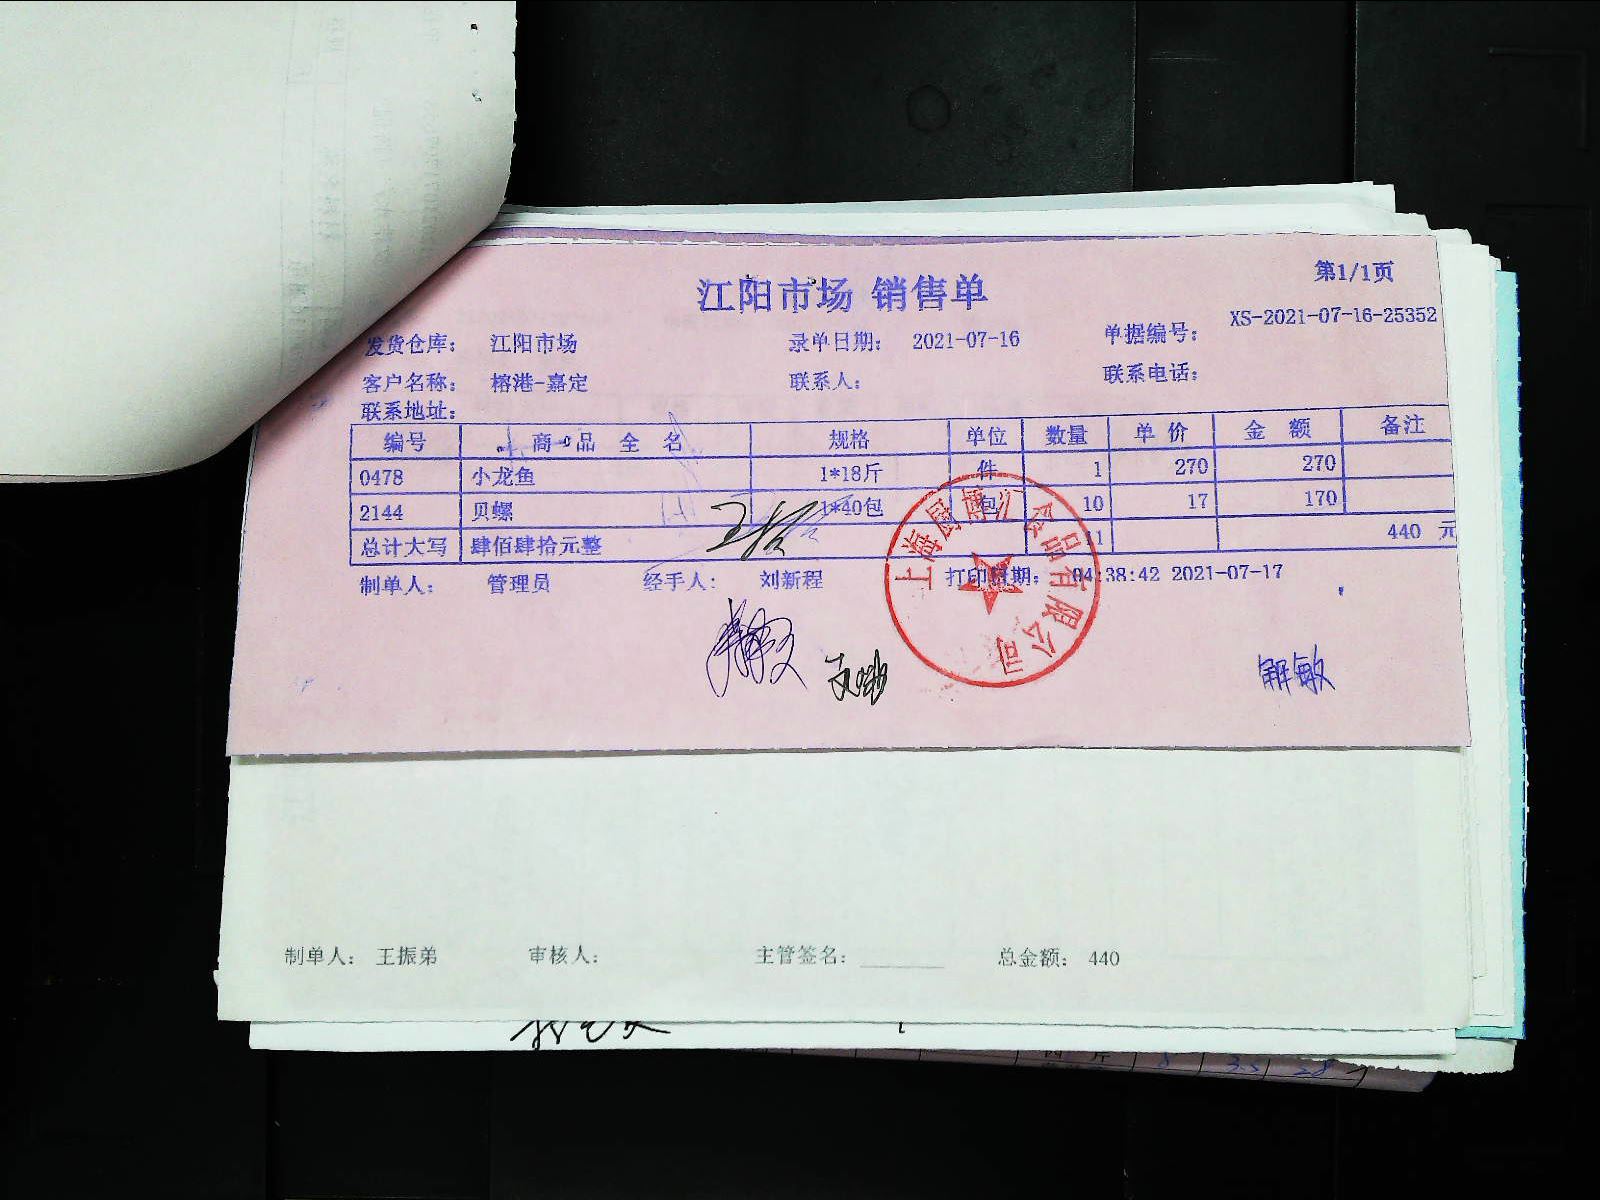 江阳市场 销售单
第1/1页
发货仓库： 江阳市场 录单日期： 2021-07-16 单据编号： XS-2021-07-16-25352
客户名称： 榕港-嘉定 联系人： 联系电话：
联系地址：
编号 商 品 全 名 规格 单位 数量 单 价 金 额 备注
0478 小龙鱼 1*18斤 件 1 270 270
2144 贝螺 1*40包 包 10 17 170
总计大写 肆佰肆拾元整 11 440 元
制单人： 管理员 经手人： 刘新程 打印日期： 04:38:42 2021-07-17
解敏
制单人： 王振弟 审核人： 主管签名： 总金额： 440